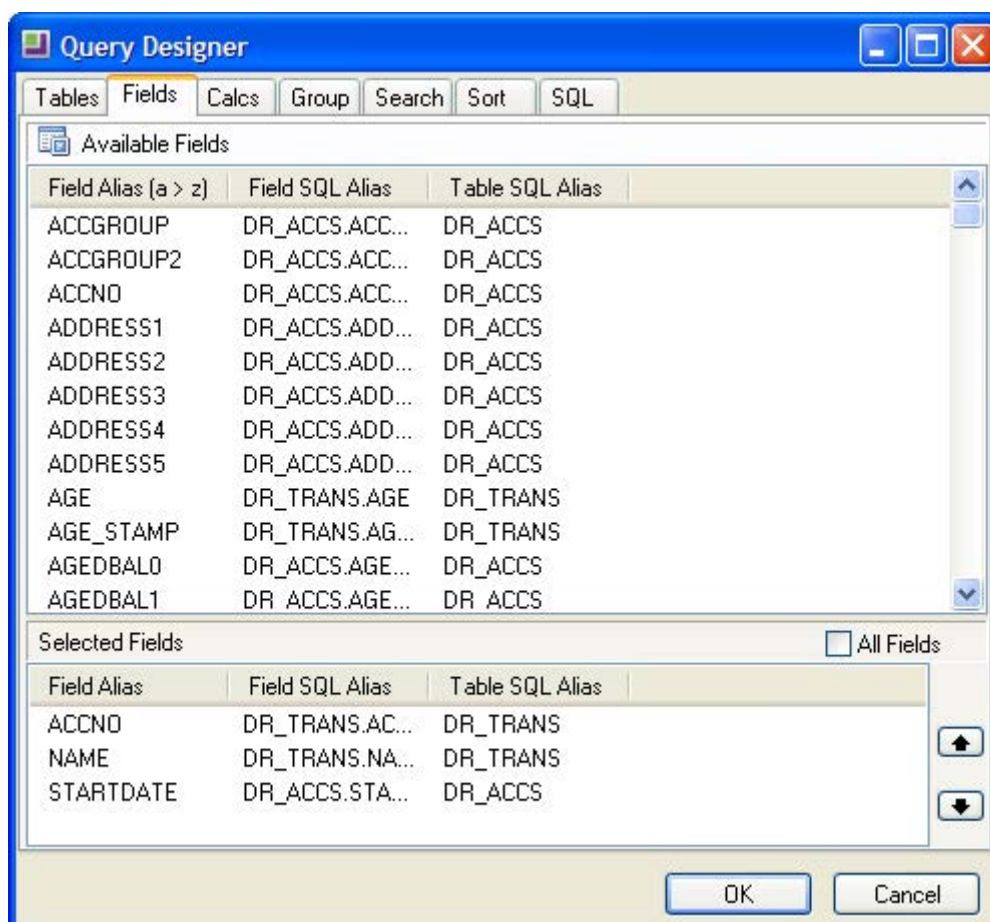 Query Designer
Tables Fields Calcs Group Search Sort SQL
Available Fields
Field Alias (a > z) Field SQL Alias Table SQL Alias
ACCGROUP DR_ACCS.ACC... DR_ACCS
ACCGROUP2 DR_ACCS.ACC... DR_ACCS
ACCNO DR_ACCS.ACC... DR_ACCS
ADDRESS1 DR_ACCS.ADD... DR_ACCS
ADDRESS2 DR_ACCS.ADD... DR_ACCS
ADDRESS3 DR_ACCS.ADD... DR_ACCS
ADDRESS4 DR_ACCS.ADD... DR_ACCS
ADDRESS5 DR_ACCS.ADD... DR_ACCS
AGE DR_TRANS.AGE DR_TRANS
AGE_STAMP DR_TRANS.AG... DR_TRANS
AGEDBAL0 DR_ACCS.AGE... DR_ACCS
AGEDBAL1 DR_ACCS.AGE... DR_ACCS
Selected Fields All Fields
Field Alias Field SQL Alias Table SQL Alias
ACCNO DR_TRANS.AC... DR_TRANS
NAME DR_TRANS.NA... DR_TRANS
STARTDATE DR_ACCS.STA... DR_ACCS
OK Cancel